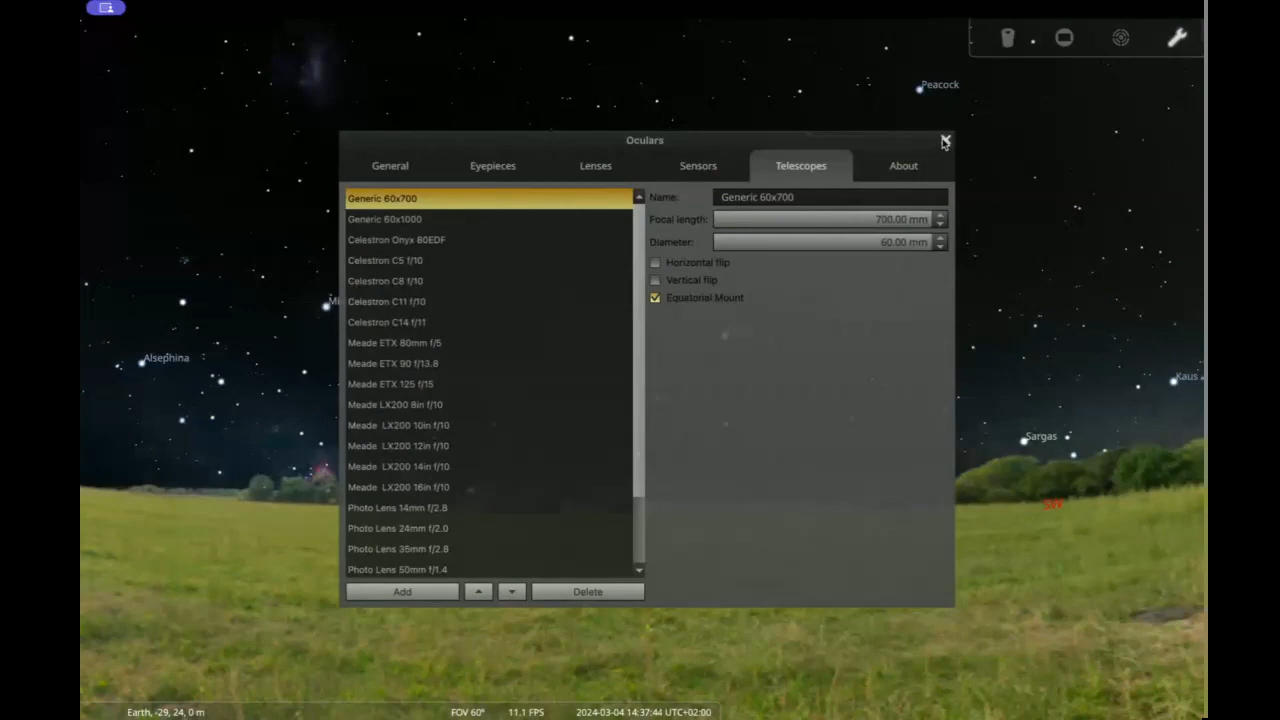 Peacock
Oculars
General
Eyepieces
Lenses
Sensors
Telescopes
About
Generic 60x700
Generic 60x1000
Celestron Onyx 80EDF
Celestron C5 f/10
Celestron C8 f/10
Celestron C11 f/10
Celestron C14 f/11
Meade ETX 80mm f/5
Meade ETX 90 f/13.8
Meade ETX 125 f/15
Meade LX200 8in f/10
Meade LX200 10in f/10
Meade LX200 12in f/10
Meade LX200 14in f/10
Meade LX200 16in f/10
Photo Lens 14mm f/2.8
Photo Lens 24mm f/2.0
Photo Lens 35mm f/2.8
Photo Lens 50mm f/1.4
Add
Delete
Name: Generic 60x700
Focal length: 700.00 mm
Diameter: 60.00 mm
Horizontal flip
Vertical flip
Equatorial Mount
Mi
Alsephina
Kaus
Sargas
SW
Earth, -29, 24, 0 m
FOV 60°
11.1 FPS
2024-03-04 14:37:44 UTC+02:00